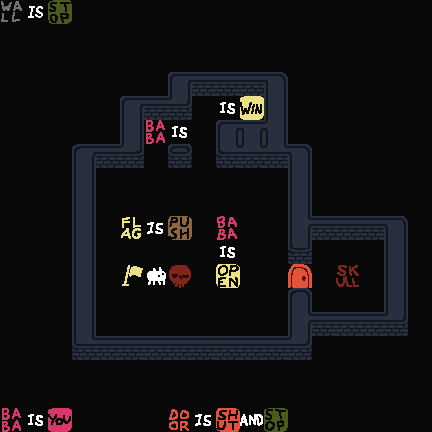 WALL IS STOP
IS WIN
BABA IS
FLAG IS PUSH BABA
IS
OPEN SKULL
BABA IS YOU DOOR IS SHUT AND STOP